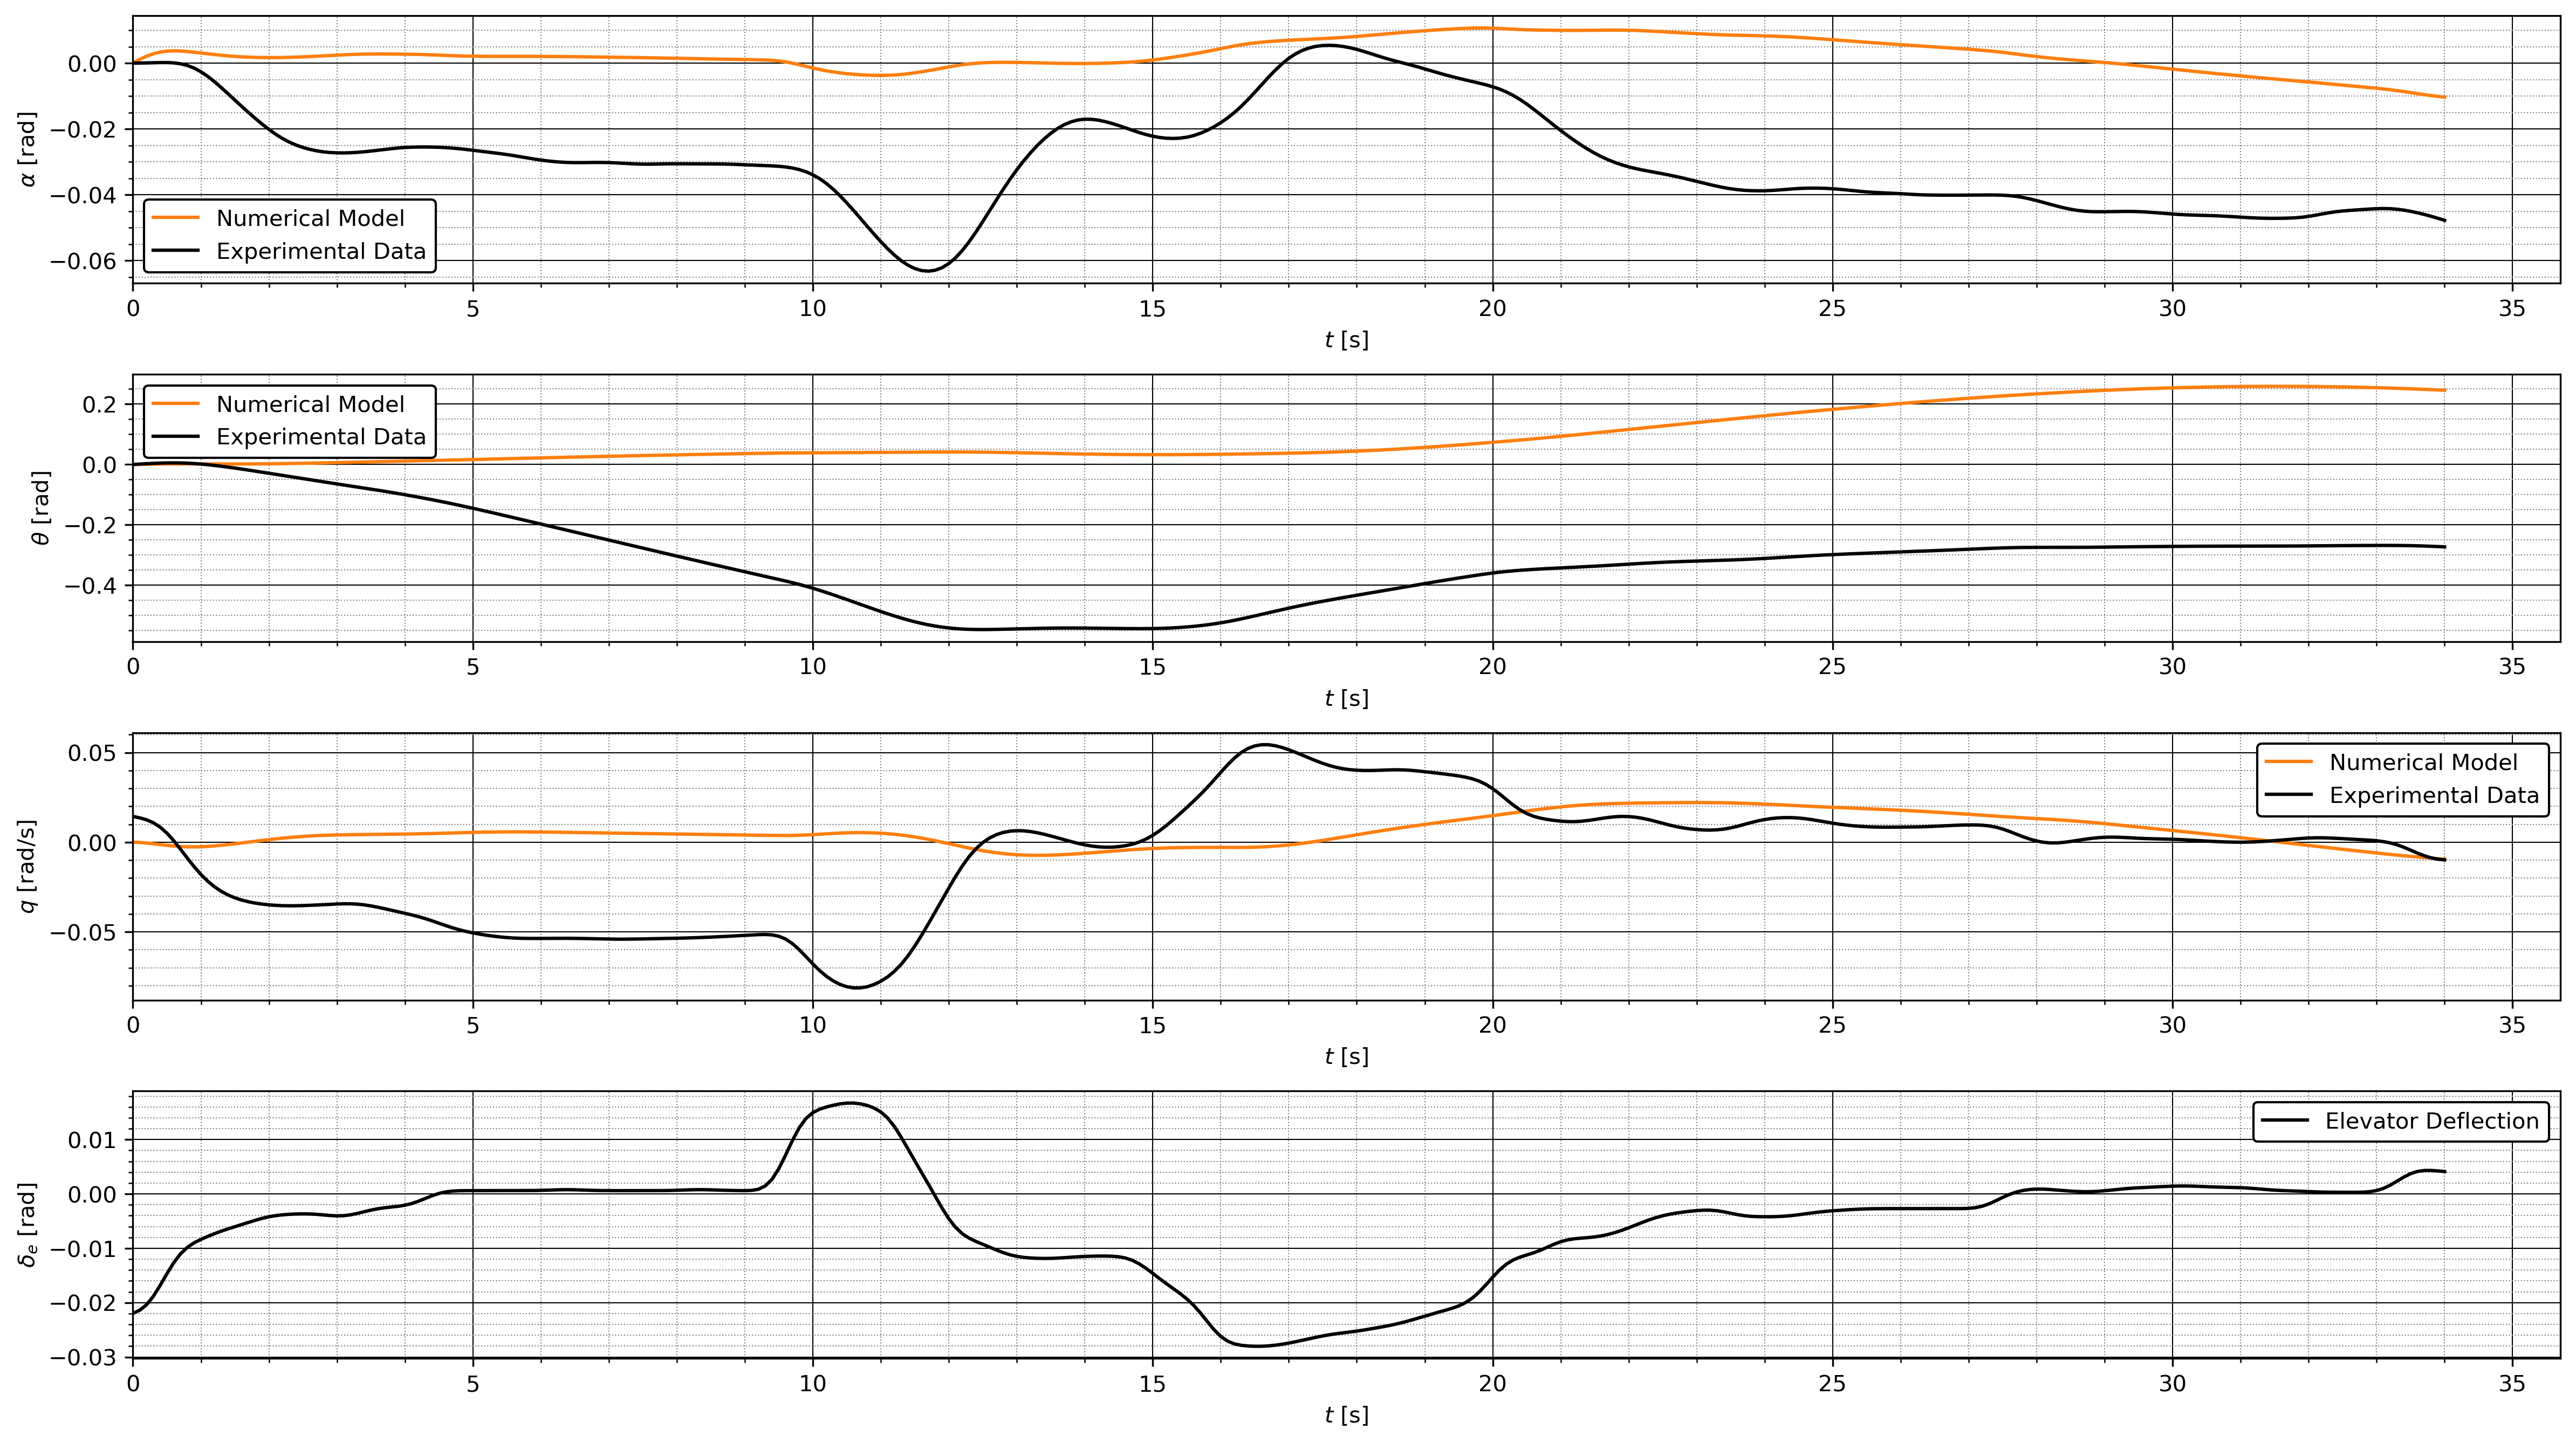 0.00
−0.02
−0.04
−0.06
α [rad]
Numerical Model
Experimental Data
0 5 10 15 20 25 30 35
t [s]
0.2
0.0
−0.2
−0.4
θ [rad]
Numerical Model
Experimental Data
0 5 10 15 20 25 30 35
t [s]
0.05
0.00
−0.05
q [rad/s]
Numerical Model
Experimental Data
0 5 10 15 20 25 30 35
t [s]
0.01
0.00
−0.01
−0.02
−0.03
δe [rad]
Elevator Deflection
0 5 10 15 20 25 30 35
t [s]